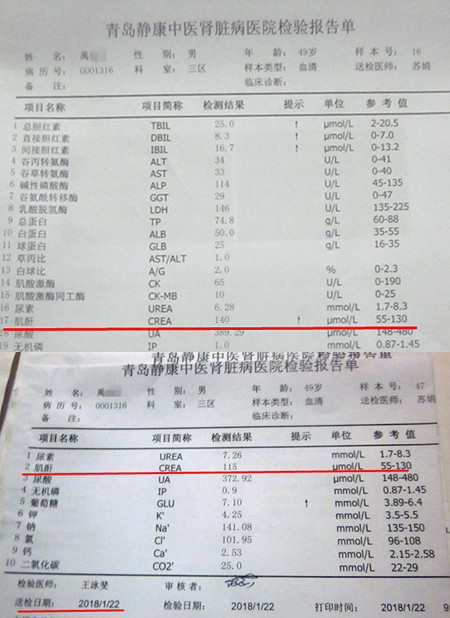 青岛静康中医肾脏病医院检验报告单
姓 名： 禹 性 别： 男 年 龄： 49岁 样 本 号： 16
病 历 号： 0001316 科 室： 三区 样本类型： 血清 送检医师： 苏娟
备 注： 临床诊断：
项目名称 项目简称 检测结果 提示 单位 参 考 值
1 总胆红素 TBIL 25.0 ↑ μmol/L 2-20.5
2 直接胆红素 DBIL 8.3 ↑ μmol/L 0-7.0
3 间接胆红素 IBIL 16.7 ↑ μmol/L 0-13.2
4 谷丙转氨酶 ALT 34 U/L 0-41
5 谷草转氨酶 AST 33 U/L 0-40
6 碱性磷酸酶 ALP 114 U/L 45-135
7 谷氨酰转移酶 GGT 29 U/L 0-47
8 乳酸脱氢酶 LDH 146 U/L 135-225
9 总蛋白 TP 74.8 g/L 60-88
10 白蛋白 ALB 50.0 g/L 35-55
11 球蛋白 GLB 25 g/L 16-35
12 草丙比 AST/ALT 1.0
13 白球比 A/G 2.0 % 0-2.3
14 肌酸激酶 CK 65 U/L 0-190
15 肌酸激酶同工酶 CK-MB 10 U/L 0-25
16 尿素 UREA 6.28 mmol/L 1.7-8.3
17 肌酐 CREA 140 ↑ μmol/L 55-130
18 尿酸 UA 389.29 μmol/L 148-480
19 无机磷 IP 1.0 mmol/L 0.87-1.45
青岛静康中医肾脏病医院检验报告单
青岛静康中医肾脏病医院检验报告单
姓 名： 禹 性 别： 男 年 龄： 49岁 样 本 号： 47
病 历 号： 0001316 科 室： 三区 样本类型： 血清 送检医师： 苏娟
备 注： 临床诊断：
项目名称 项目简称 检测结果 提示 单位 参 考 值
1 尿素 UREA 7.26 mmol/L 1.7-8.3
2 肌酐 CREA 115 μmol/L 55-130
3 尿酸 UA 372.92 μmol/L 148-480
4 无机磷 IP 0.9 mmol/L 0.87-1.45
5 葡萄糖 GLU 7.10 ↑ mmol/L 3.89-6.4
6 钾 K' 4.25 mmol/L 3.5-5.5
7 钠 Na' 141.08 mmol/L 135-150
8 氯 Cl' 101.95 mmol/L 96-108
9 钙 Ca' 2.53 mmol/L 2.15-2.58
10 二氧化碳 CO2' 25.0 mmol/L 22-29
检验医师： 王泳斐 审 核 者：
送检日期： 2018/1/22 检验日期： 2018/1/22 打印时间： 2018/1/22 9